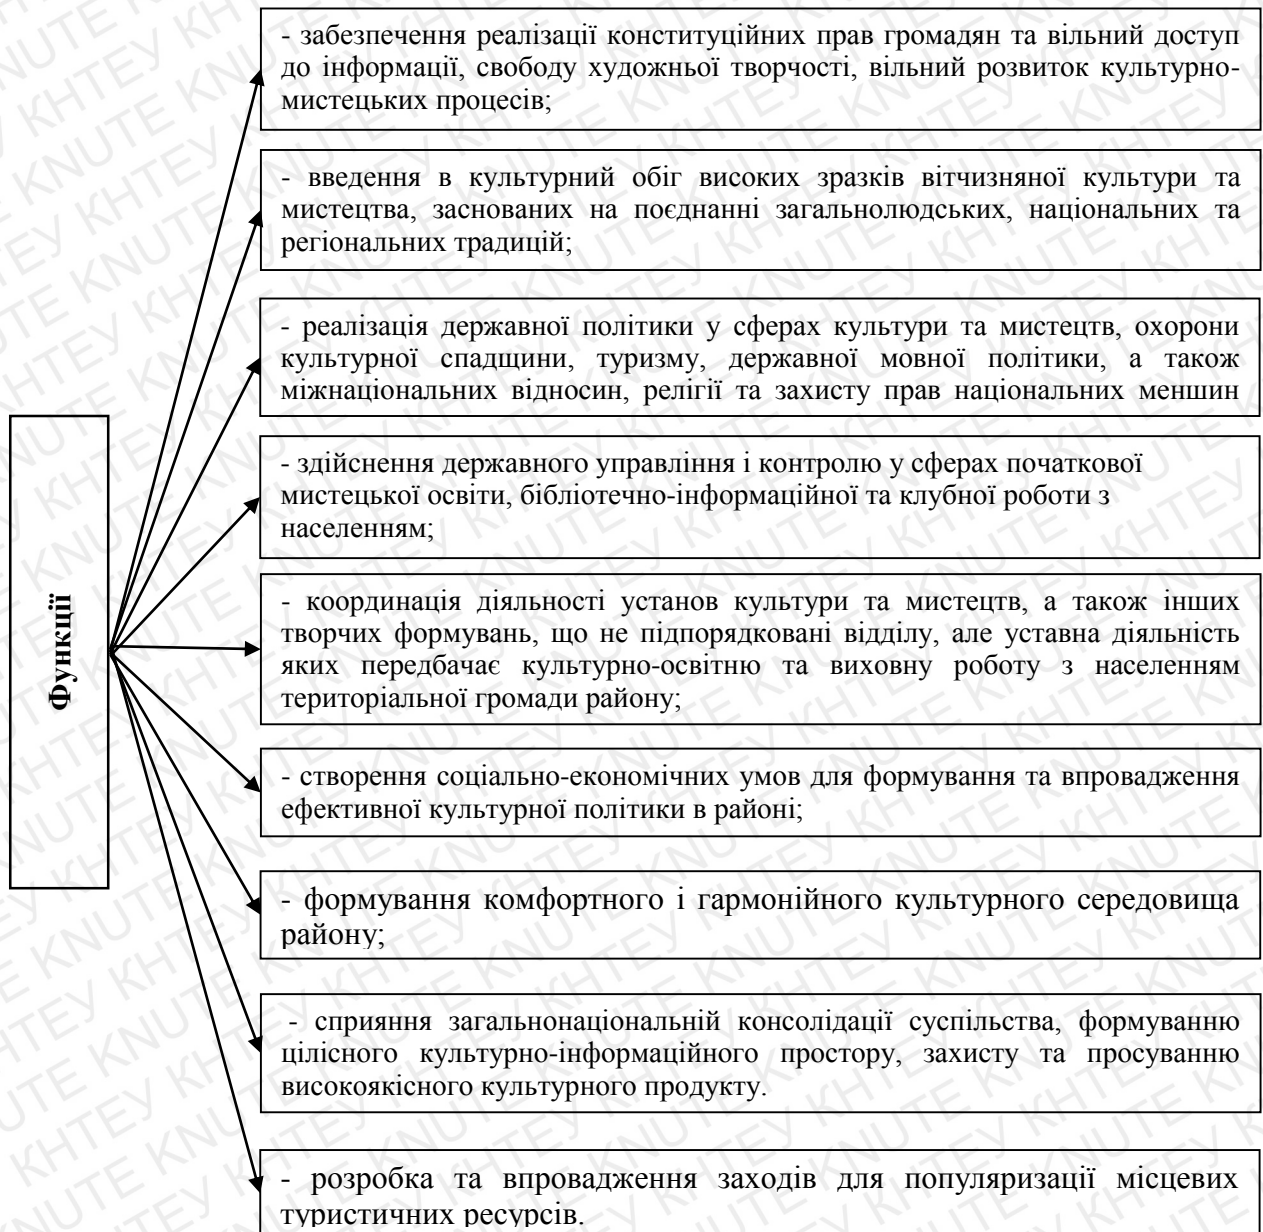 - забезпечення реалізації конституційних прав громадян та вільний доступ
до інформації, свободу художньої творчості, вільний розвиток культурно-
мистецьких процесів;
- введення в культурний обіг високих зразків вітчизняної культури та
мистецтва, заснованих на поєднанні загальнолюдських, національних та
регіональних традицій;
- реалізація державної політики у сферах культури та мистецтв, охорони
культурної спадщини, туризму, державної мовної політики, а також
міжнаціональних відносин, релігії та захисту прав національних меншин
Функції
- здійснення державного управління і контролю у сферах початкової
мистецької освіти, бібліотечно-інформаційної та клубної роботи з
населенням;
- координація діяльності установ культури та мистецтв, а також інших
творчих формувань, що не підпорядковані відділу, але уставна діяльність
яких передбачає культурно-освітню та виховну роботу з населенням
територіальної громади району;
- створення соціально-економічних умов для формування та впровадження
ефективної культурної політики в районі;
- формування комфортного і гармонійного культурного середовища
району;
- сприяння загальнонаціональній консолідації суспільства, формуванню
цілісного культурно-інформаційного простору, захисту та просуванню
високоякісного культурного продукту.
- розробка та впровадження заходів для популяризації місцевих
туристичних ресурсів.